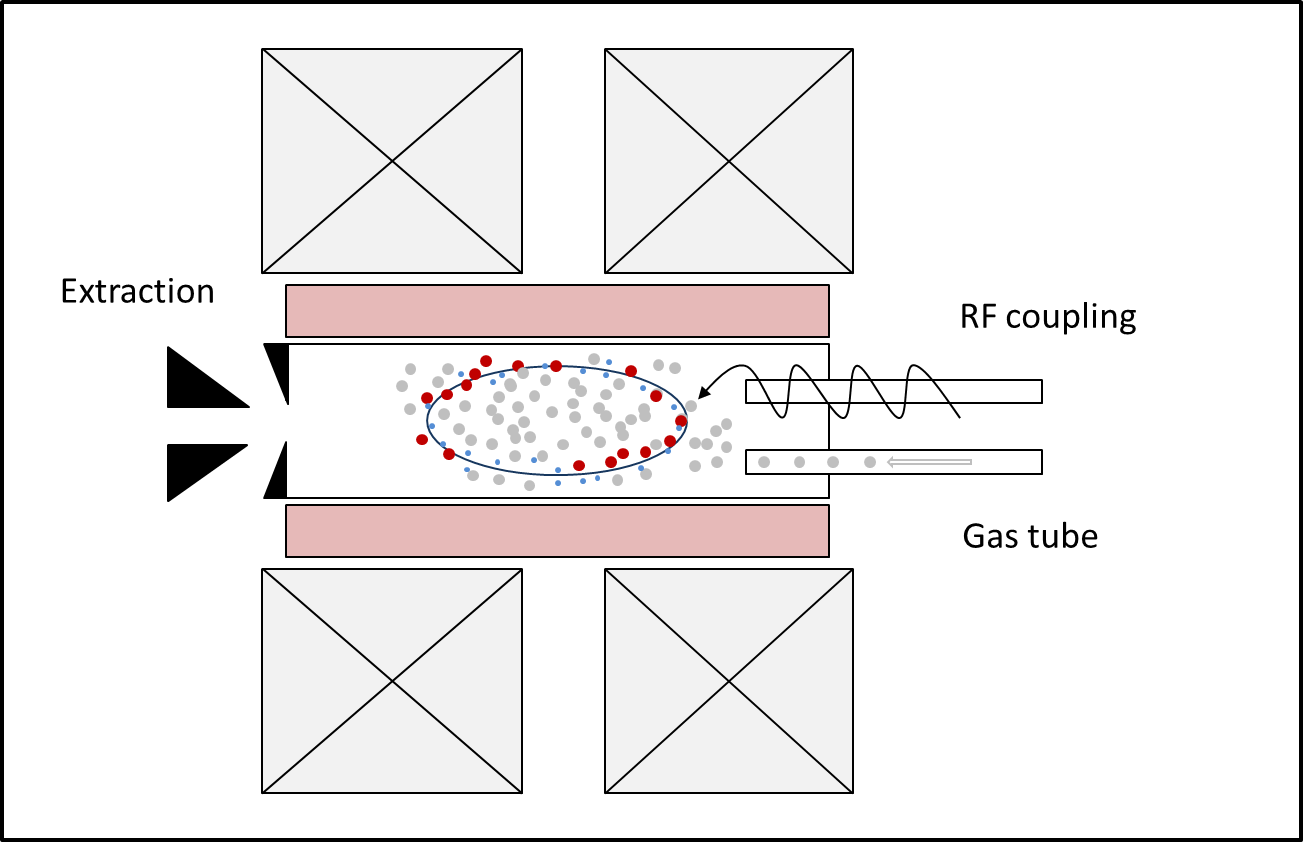 Extraction
RF coupling
Gas tube